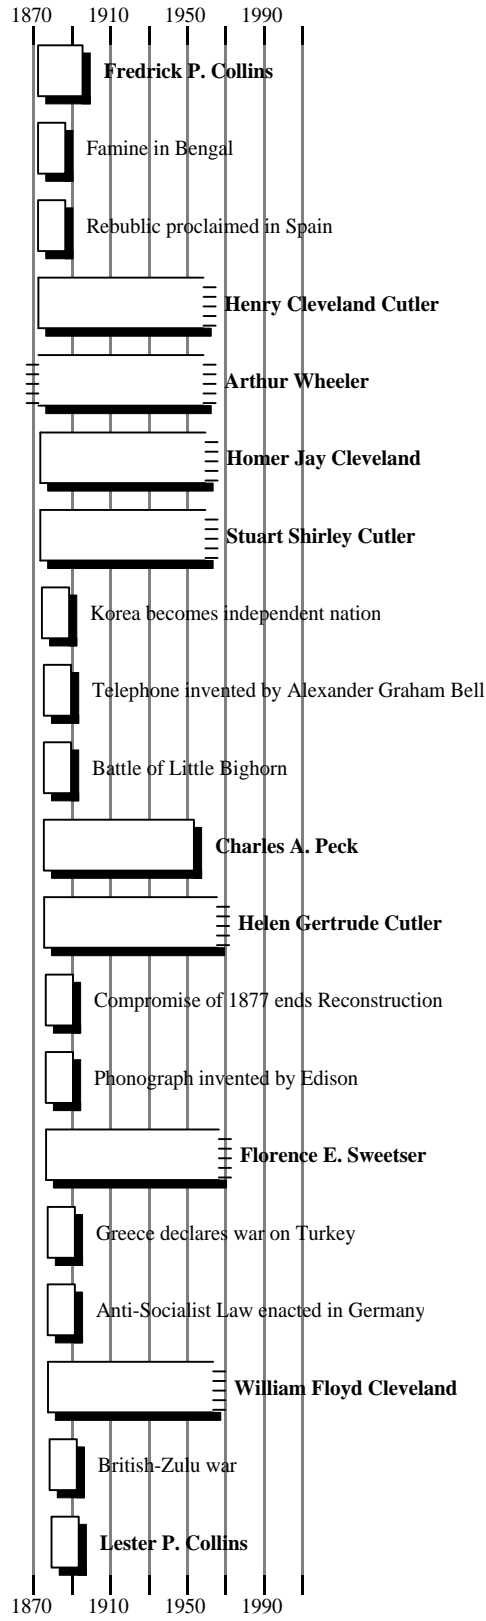 1870 1910 1950 1990
Fredrick P. Collins
Famine in Bengal
Rebublic proclaimed in Spain
Henry Cleveland Cutler
Arthur Wheeler
Homer Jay Cleveland
Stuart Shirley Cutler
Korea becomes independent nation
Telephone invented by Alexander Graham Bell
Battle of Little Bighorn
Charles A. Peck
Helen Gertrude Cutler
Compromise of 1877 ends Reconstruction
Phonograph invented by Edison
Florence E. Sweetser
Greece declares war on Turkey
Anti-Socialist Law enacted in Germany
William Floyd Cleveland
British-Zulu war
Lester P. Collins
1870 1910 1950 1990